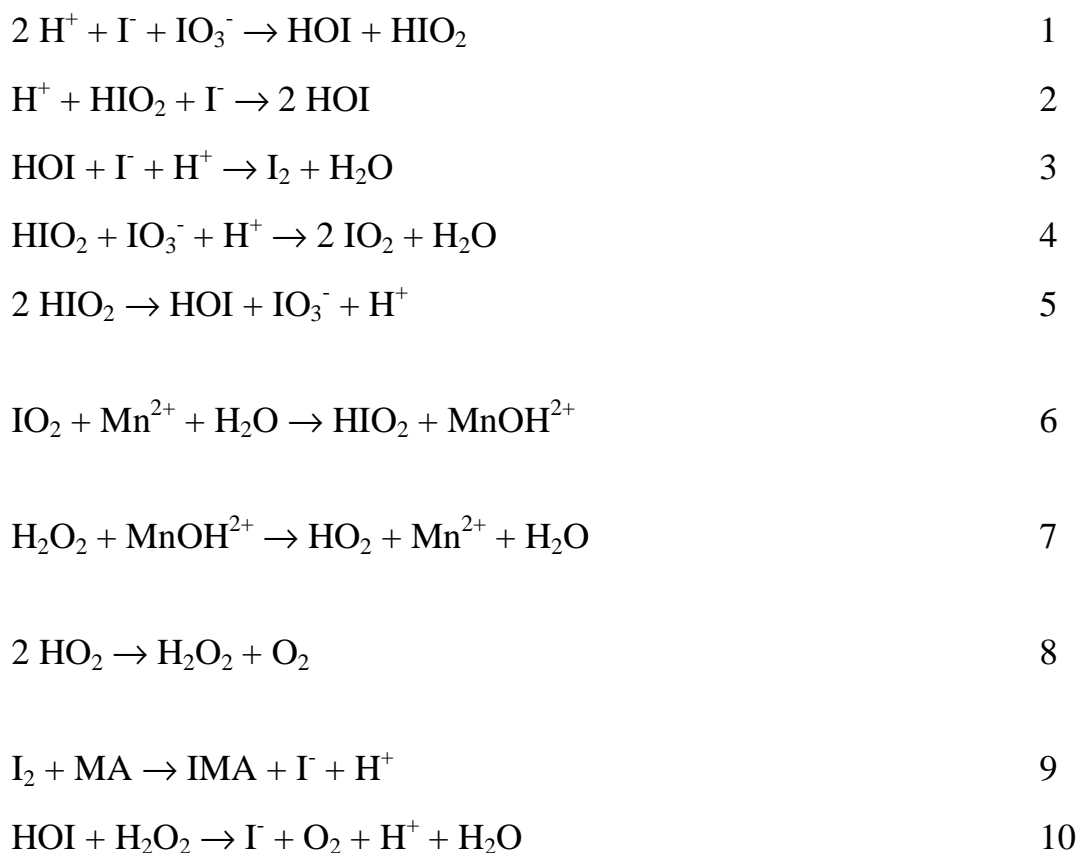 2 H⁺ + I⁻ + IO₃⁻ → HOI + HIO₂ 1
H⁺ + HIO₂ + I⁻ → 2 HOI 2
HOI + I⁻ + H⁺ → I₂ + H₂O 3
HIO₂ + IO₃⁻ + H⁺ → 2 IO₂ + H₂O 4
2 HIO₂ → HOI + IO₃⁻ + H⁺ 5
IO₂ + Mn²⁺ + H₂O → HIO₂ + MnOH²⁺ 6
H₂O₂ + MnOH²⁺ → HO₂ + Mn²⁺ + H₂O 7
2 HO₂ → H₂O₂ + O₂ 8
I₂ + MA → IMA + I⁻ + H⁺ 9
HOI + H₂O₂ → I⁻ + O₂ + H⁺ + H₂O 10